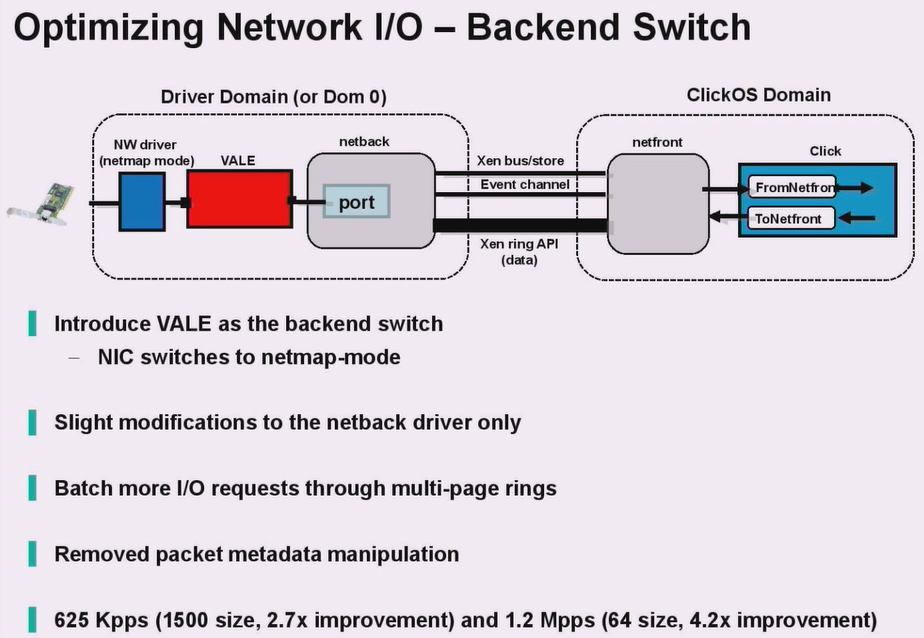 Optimizing Network I/O – Backend Switch
Driver Domain (or Dom 0)
ClickOS Domain
NW driver
(netmap mode)
VALE
netback
port
Xen bus/store
Event channel
Xen ring API
(data)
netfront
Click
FromNetfron
ToNetfront
Introduce VALE as the backend switch
– NIC switches to netmap-mode
Slight modifications to the netback driver only
Batch more I/O requests through multi-page rings
Removed packet metadata manipulation
625 Kpps (1500 size, 2.7x improvement) and 1.2 Mpps (64 size, 4.2x improvement)